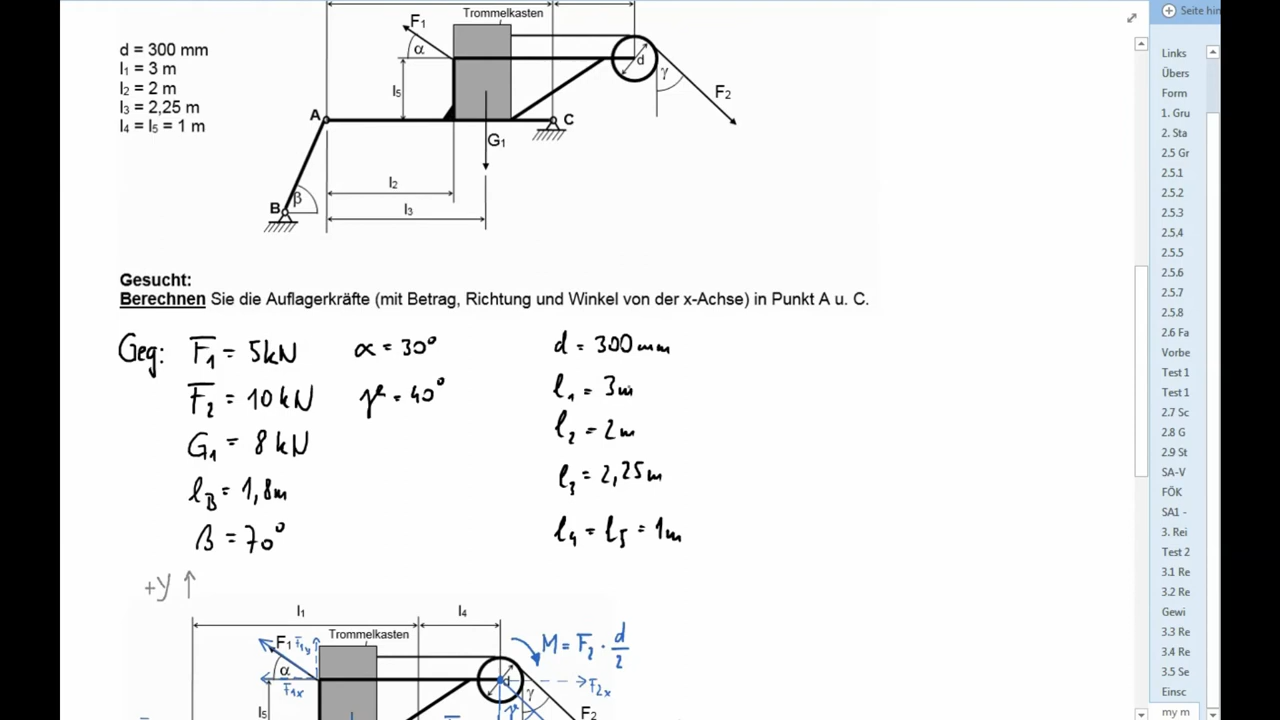 Trommelkasten
F1
α
d
γ
F2
d = 300 mm
l1 = 3 m
l2 = 2 m
l3 = 2,25 m
l4 = l5 = 1 m
l5
A
C
G1
l2
β
B
l3
Gesucht:
Berechnen Sie die Auflagerkräfte (mit Betrag, Richtung und Winkel von der x-Achse) in Punkt A u. C.
Geg: F1 = 5kN α = 30° d = 300mm
F2 = 10kN γ = 40° l1 = 3m
G1 = 8kN l2 = 2m
lB = 1,8m l3 = 2,25m
β = 70° l4 = l5 = 1m
+y ↑
l1 l4
Trommelkasten
F1 F1y
M = F2 · d/2
α
F1x
d
F2x
γ
l5
γ
F2
Seite hin
Links
Übers
Form
1. Gru
2. Sta
2.5 Gr
2.5.1
2.5.2
2.5.3
2.5.4
2.5.5
2.5.6
2.5.7
2.5.8
2.6 Fa
Vorbe
Test 1
Test 1
2.7 Sc
2.8 G
2.9 St
SA-V
FÖK
SA1 -
3. Rei
Test 2
3.1 Re
3.2 Re
Gewi
3.3 Re
3.4 Re
3.5 Se
Einsc
my m